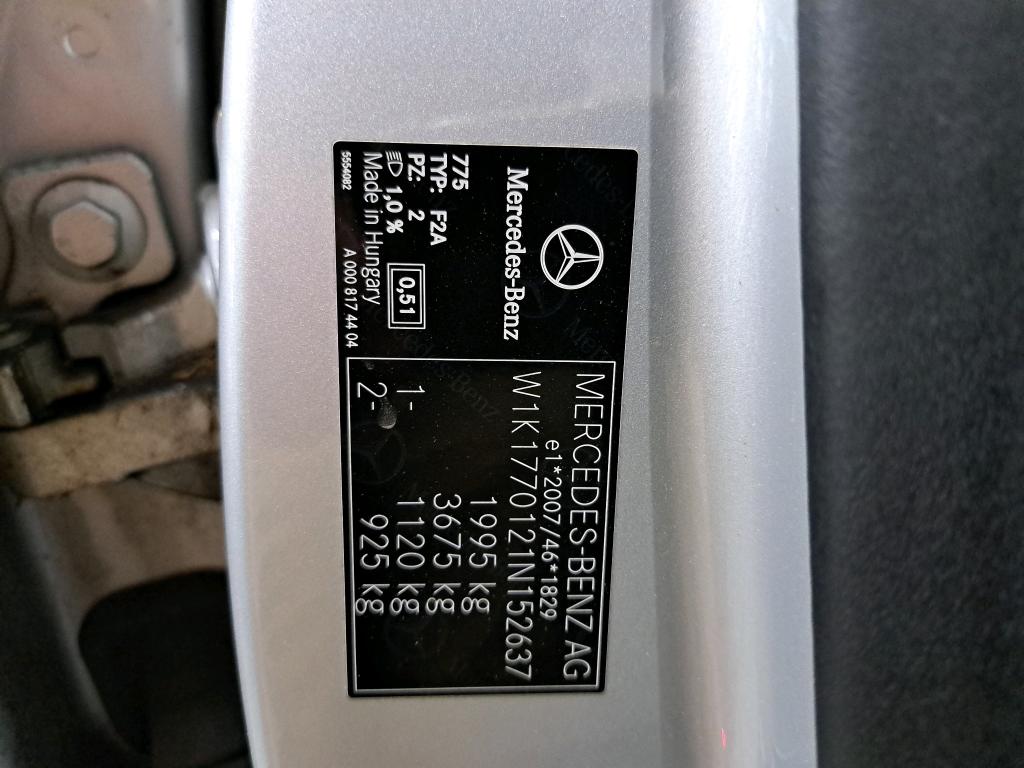 Mercedes-Benz
775
TYP: F2A
PZ: 2
1,0 %
0,51
Made in Hungary
5554082
A 000 817 44 04
MERCEDES-BENZ AG
e1*2007/46*1829
W1K1770121N152637
1995 kg
3675 kg
1- 1120 kg
2- 925 kg